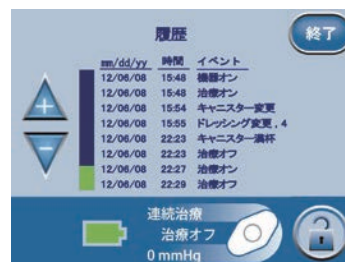 履歴
終了
mm/dd/yy 時間 イベント
12/06/08 15:48 機器オン
12/06/08 15:48 治療オン
12/06/08 15:54 キャニスター変更
12/06/08 15:55 ドレッシング変更 , 4
12/06/08 22:23 キャニスター満杯
12/06/08 22:23 治療オフ
12/06/08 22:27 治療オン
12/06/08 22:29 治療オフ
連続治療
治療オフ
0 mmHg